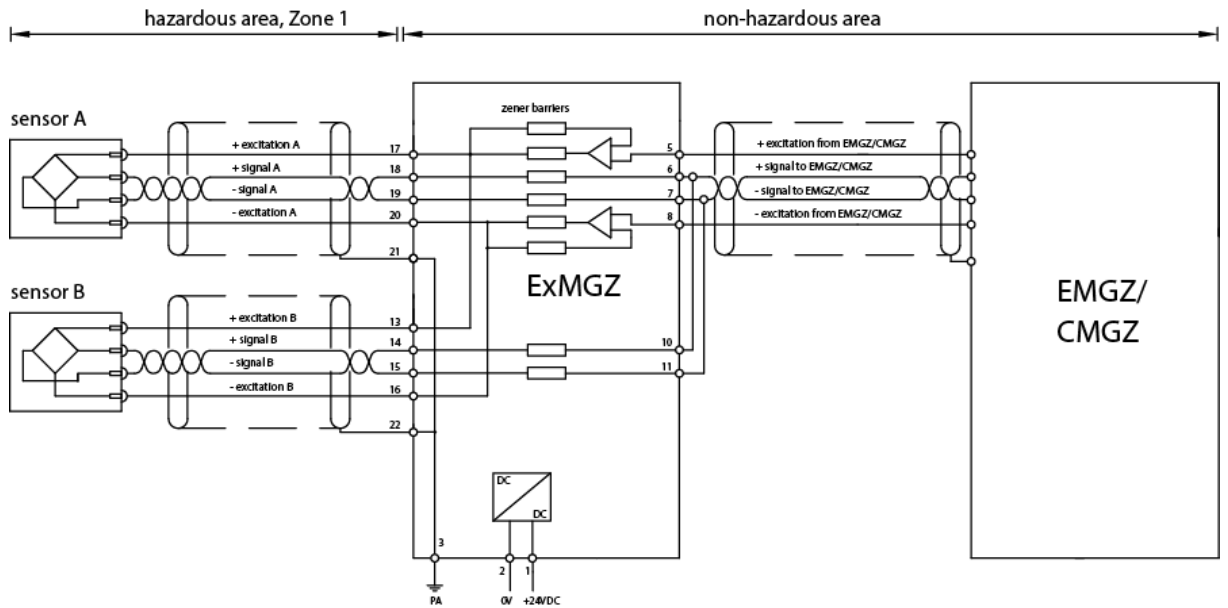 hazardous area, Zone 1
non-hazardous area
sensor A
+ excitation A
+ signal A
- signal A
- excitation A
17
18
19
20
21
zener barriers
ExMGZ
5
6
7
8
+ excitation from EMGZ/CMGZ
+ signal to EMGZ/CMGZ
- signal to EMGZ/CMGZ
- excitation from EMGZ/CMGZ
EMGZ/
CMGZ
sensor B
+ excitation B
+ signal B
- signal B
- excitation B
13
14
15
16
22
10
11
DC
DC
3
2
1
PA
0V
+24VDC